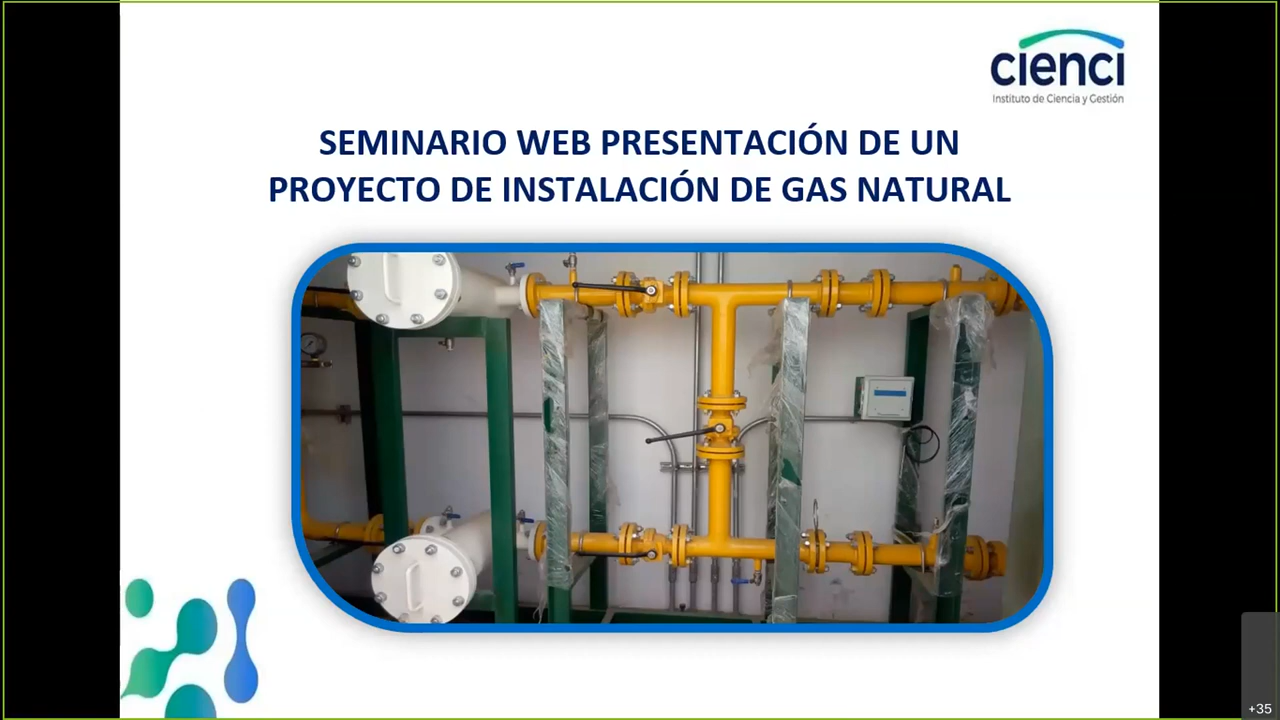 cienci
Instituto de Ciencia y Gestión
SEMINARIO WEB PRESENTACIÓN DE UN
PROYECTO DE INSTALACIÓN DE GAS NATURAL
+35